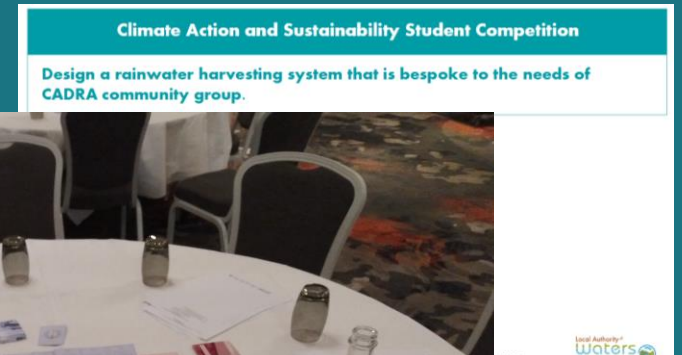 Climate Action and Sustainability Student Competition
Design a rainwater harvesting system that is bespoke to the needs of
CADRA community group.
Local Authority
Waters